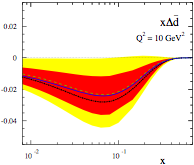 xΔd̄
Q² = 10 GeV²
0.02
0
-0.02
-0.04
10⁻² 10⁻¹
x